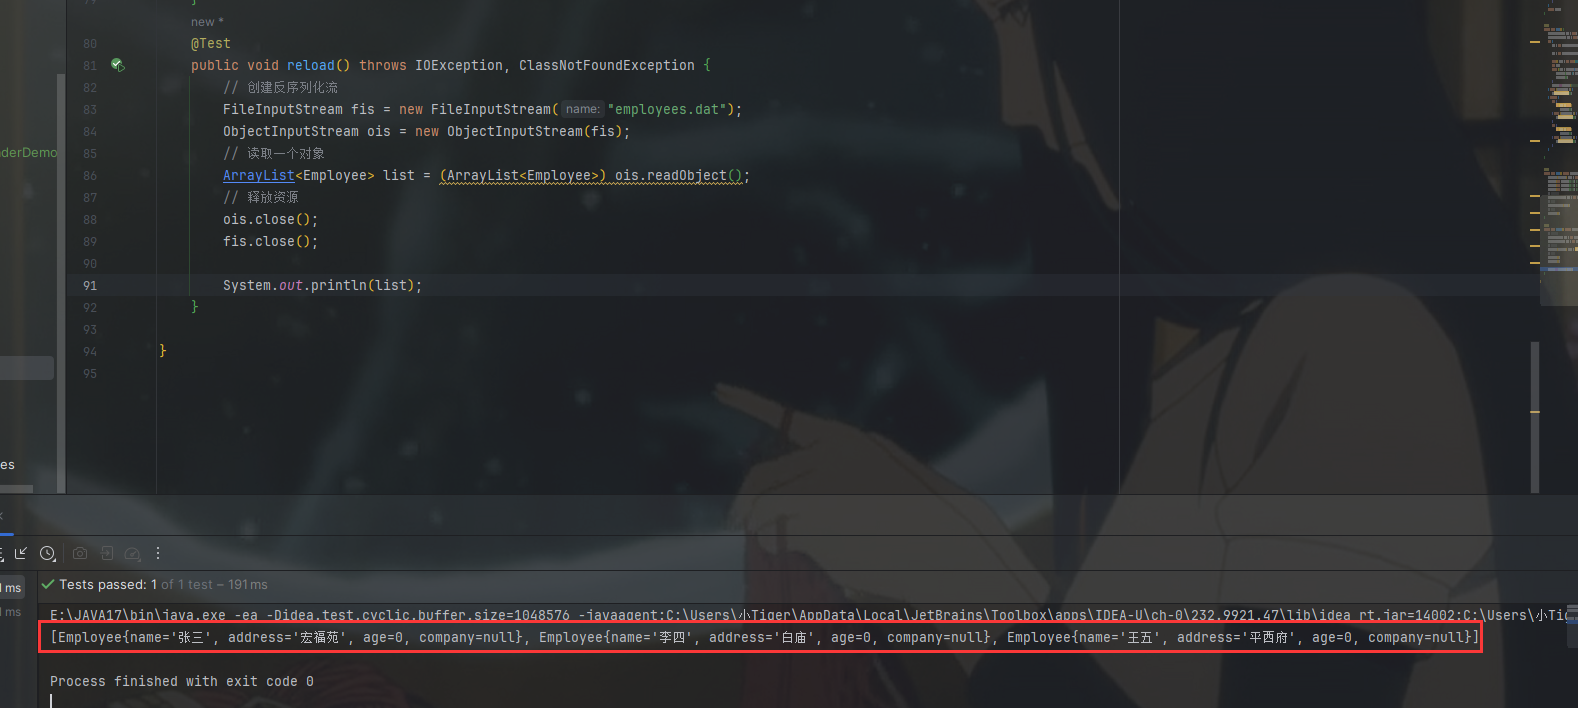 79 }
new *
80 @Test
81 public void reload() throws IOException, ClassNotFoundException {
82 // 创建反序列化流
83 FileInputStream fis = new FileInputStream( name: "employees.dat");
84 ObjectInputStream ois = new ObjectInputStream(fis);
85 // 读取一个对象
86 ArrayList<Employee> list = (ArrayList<Employee>) ois.readObject();
87 // 释放资源
88 ois.close();
89 fis.close();
90
91 System.out.println(list);
92 }
93
94 }
95
derDemo
es
Tests passed: 1 of 1 test – 191 ms
ms
ms
E:\JAVA17\bin\java.exe -ea -Didea.test.cyclic.buffer.size=1048576 -javaagent:C:\Users\小Tiger\AppData\Local\JetBrains\Toolbox\apps\IDEA-U\ch-0\232.9921.47\lib\idea_rt.jar=14002:C:\Users\小Tig
[Employee{name='张三', address='宏福苑', age=0, company=null}, Employee{name='李四', address='白庙', age=0, company=null}, Employee{name='王五', address='平西府', age=0, company=null}]
Process finished with exit code 0